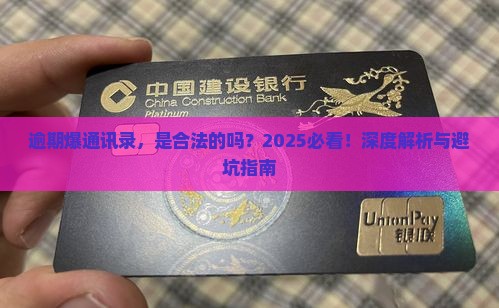 中国建设银行
China Construction Bank
Platinum
逾期爆通讯录，是合法的吗？2025必看！深度解析与避
坑指南
UnionPay
银联